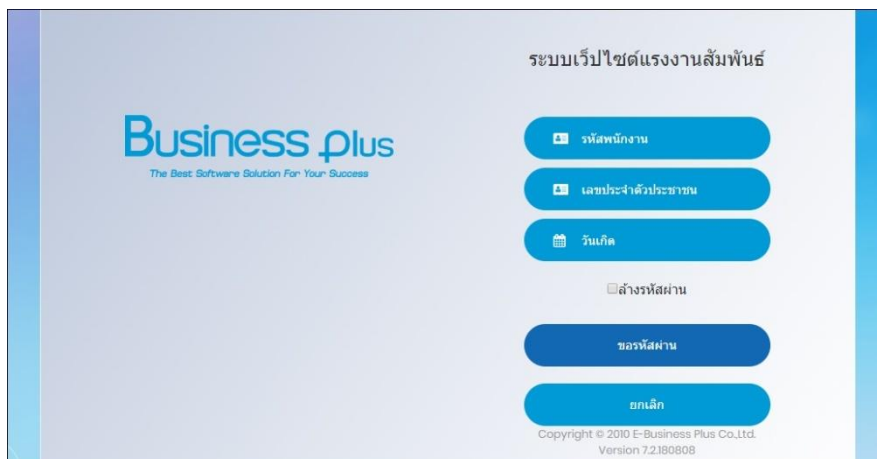 ระบบเว็ปไซต์แรงงานสัมพันธ์
Business Plus
The Best Software Solution For Your Success
รหัสพนักงาน
เลขประจำตัวประชาชน
วันเกิด
ล้างรหัสผ่าน
ขอรหัสผ่าน
ยกเลิก
Copyright © 2010 E-Business Plus Co.,Ltd.
Version 7.2.180808